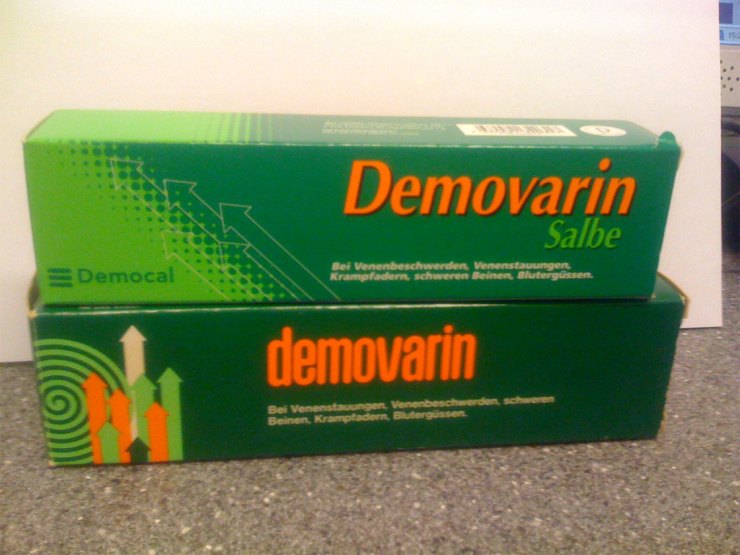 D
Demovarin
Salbe
Democal
Bei Venenbeschwerden, Venenstauungen,
Krampfadern, schweren Beinen, Blutergüssen.
demovarin
Bei Venenstauungen, Venenbeschwerden, schweren
Beinen, Krampfadern, Blutergüssen.